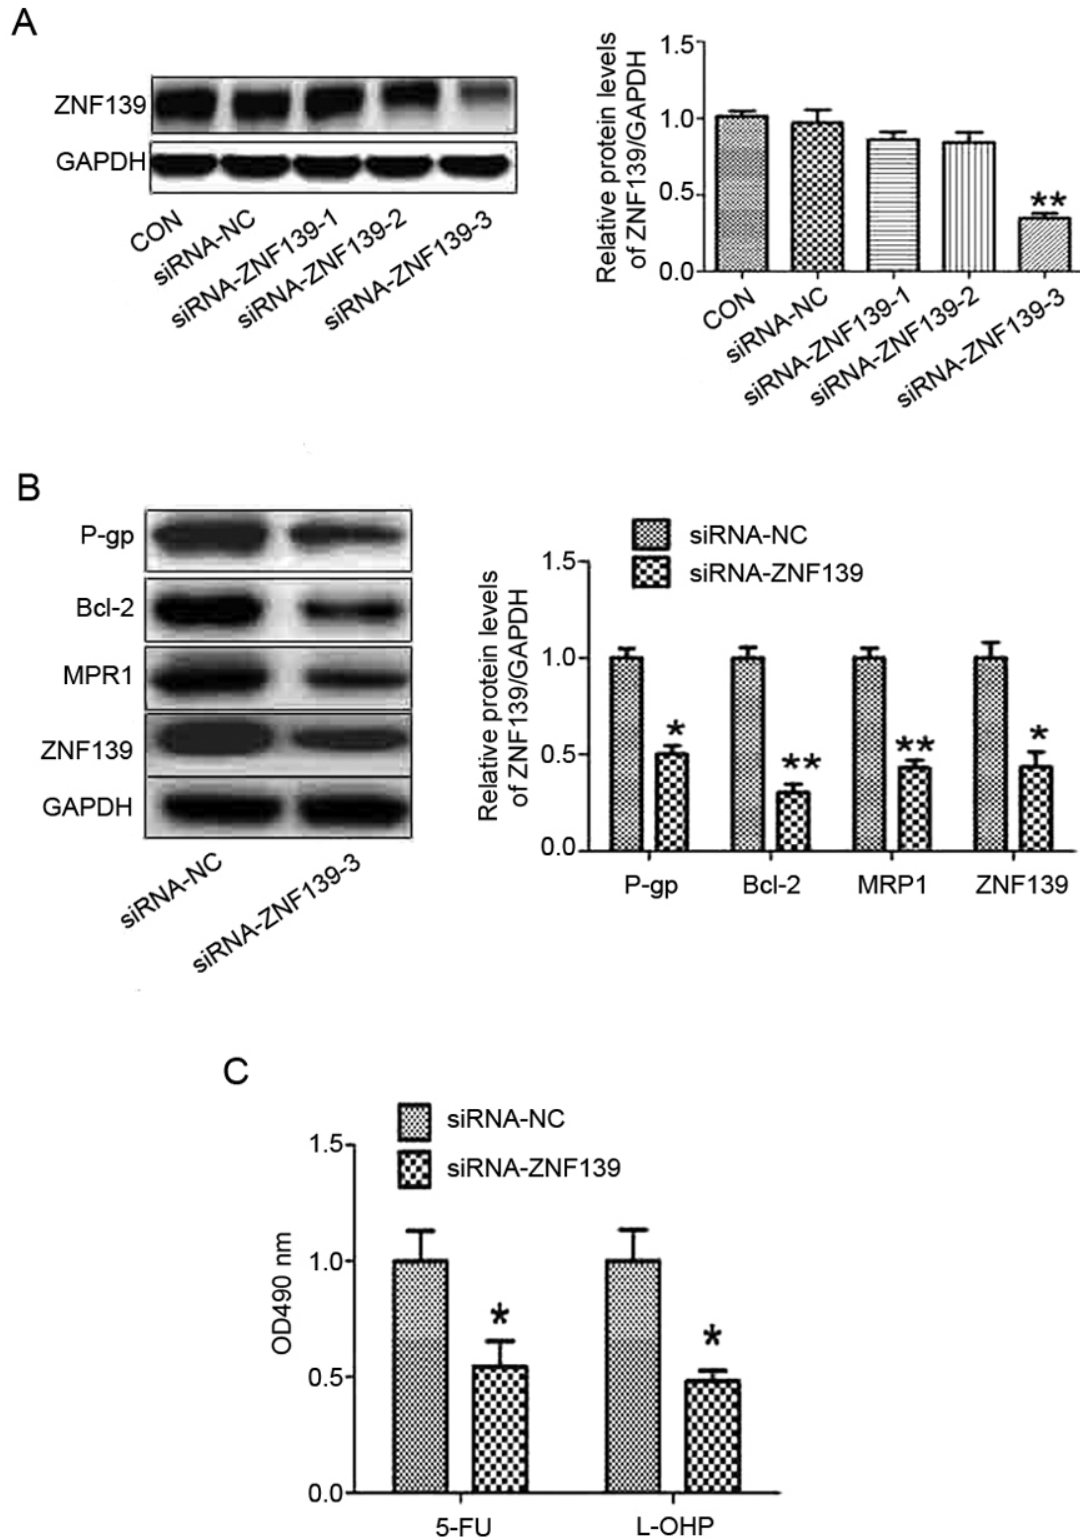 A
ZNF139
GAPDH
CON
siRNA-NC
siRNA-ZNF139-1
siRNA-ZNF139-2
siRNA-ZNF139-3
Relative protein levels
of ZNF139/GAPDH
1.5
1.0
0.5
0.0
**
CON
siRNA-NC
siRNA-ZNF139-1
siRNA-ZNF139-2
siRNA-ZNF139-3
B
P-gp
Bcl-2
MPR1
ZNF139
GAPDH
siRNA-NC
siRNA-ZNF139-3
siRNA-NC
siRNA-ZNF139
Relative protein levels
of ZNF139/GAPDH
1.5
1.0
0.5
0.0
*
**
**
*
P-gp
Bcl-2
MRP1
ZNF139
C
siRNA-NC
siRNA-ZNF139
OD490 nm
1.5
1.0
0.5
0.0
*
*
5-FU
L-OHP